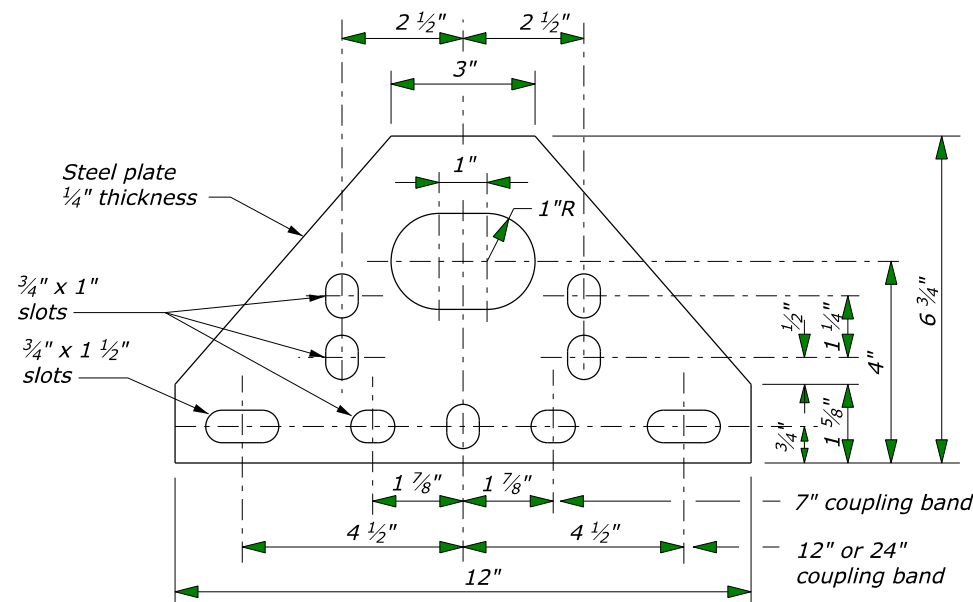 2 ½"
2 ½"
3"
1"
Steel plate
¼" thickness
1"R
¾" x 1"
slots
¾" x 1 ½"
slots
½"
1 ¼"
4"
6 ¾"
¾"
1 ⅝"
1 ⅞"
1 ⅞"
7" coupling band
4 ½"
4 ½"
12" or 24"
coupling band
12"